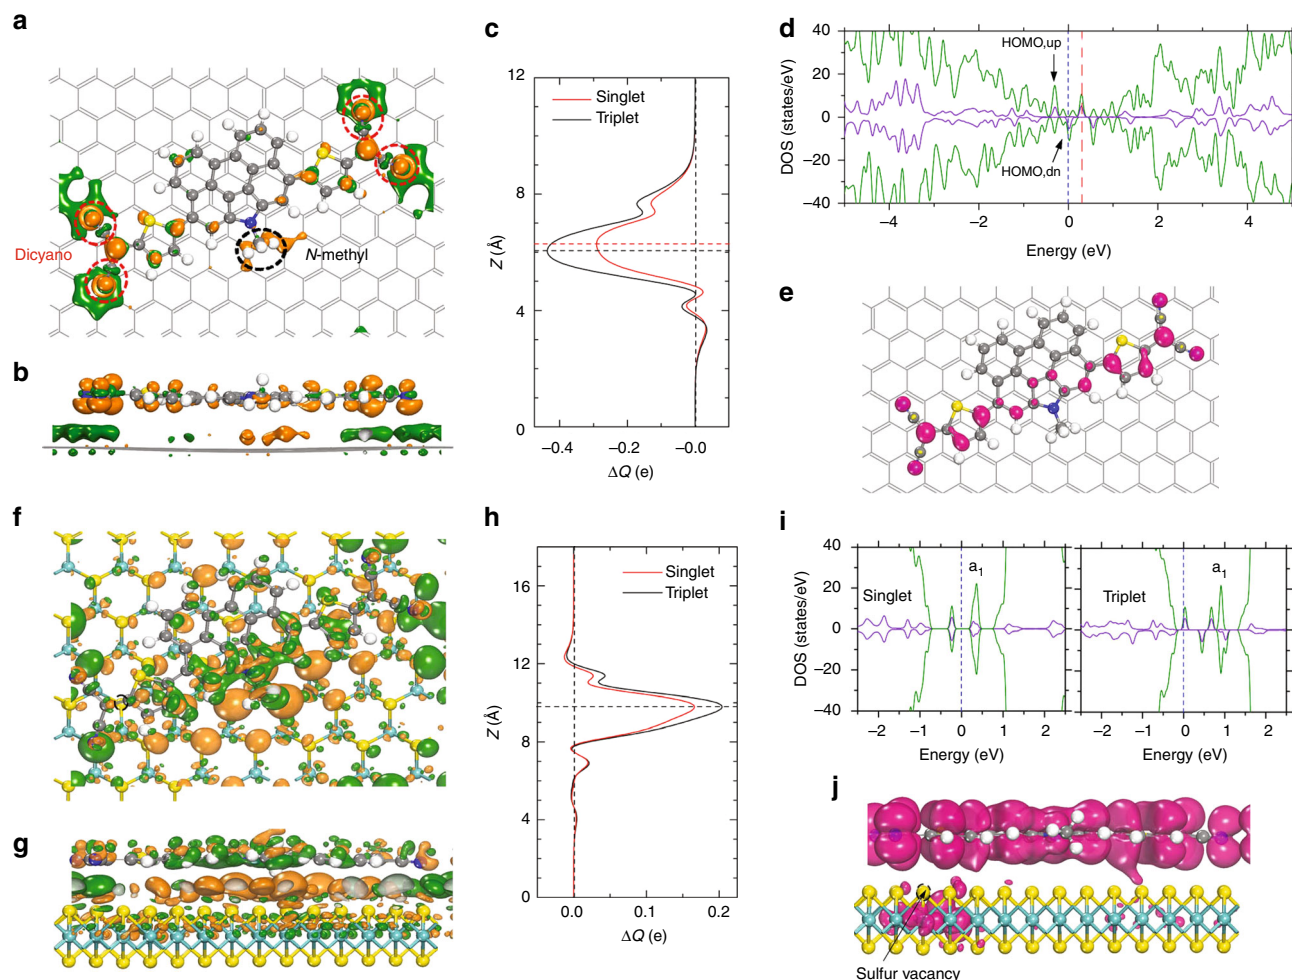 a
Dicyano
N-methyl
b
c
12
8
4
0
Z (Å)
Singlet
Triplet
−0.4
−0.2
−0.0
ΔQ (e)
d
40
20
0
−20
−40
DOS (states/eV)
HOMO,up
HOMO,dn
−4
−2
0
2
4
Energy (eV)
e
f
g
h
16
12
8
4
0
Z (Å)
Singlet
Triplet
0.0
0.1
0.2
ΔQ (e)
i
40
20
0
−20
−40
DOS (states/eV)
Singlet
a1
−2
−1
0
1
2
Energy (eV)
Triplet
a1
−2
−1
0
1
2
Energy (eV)
j
Sulfur vacancy